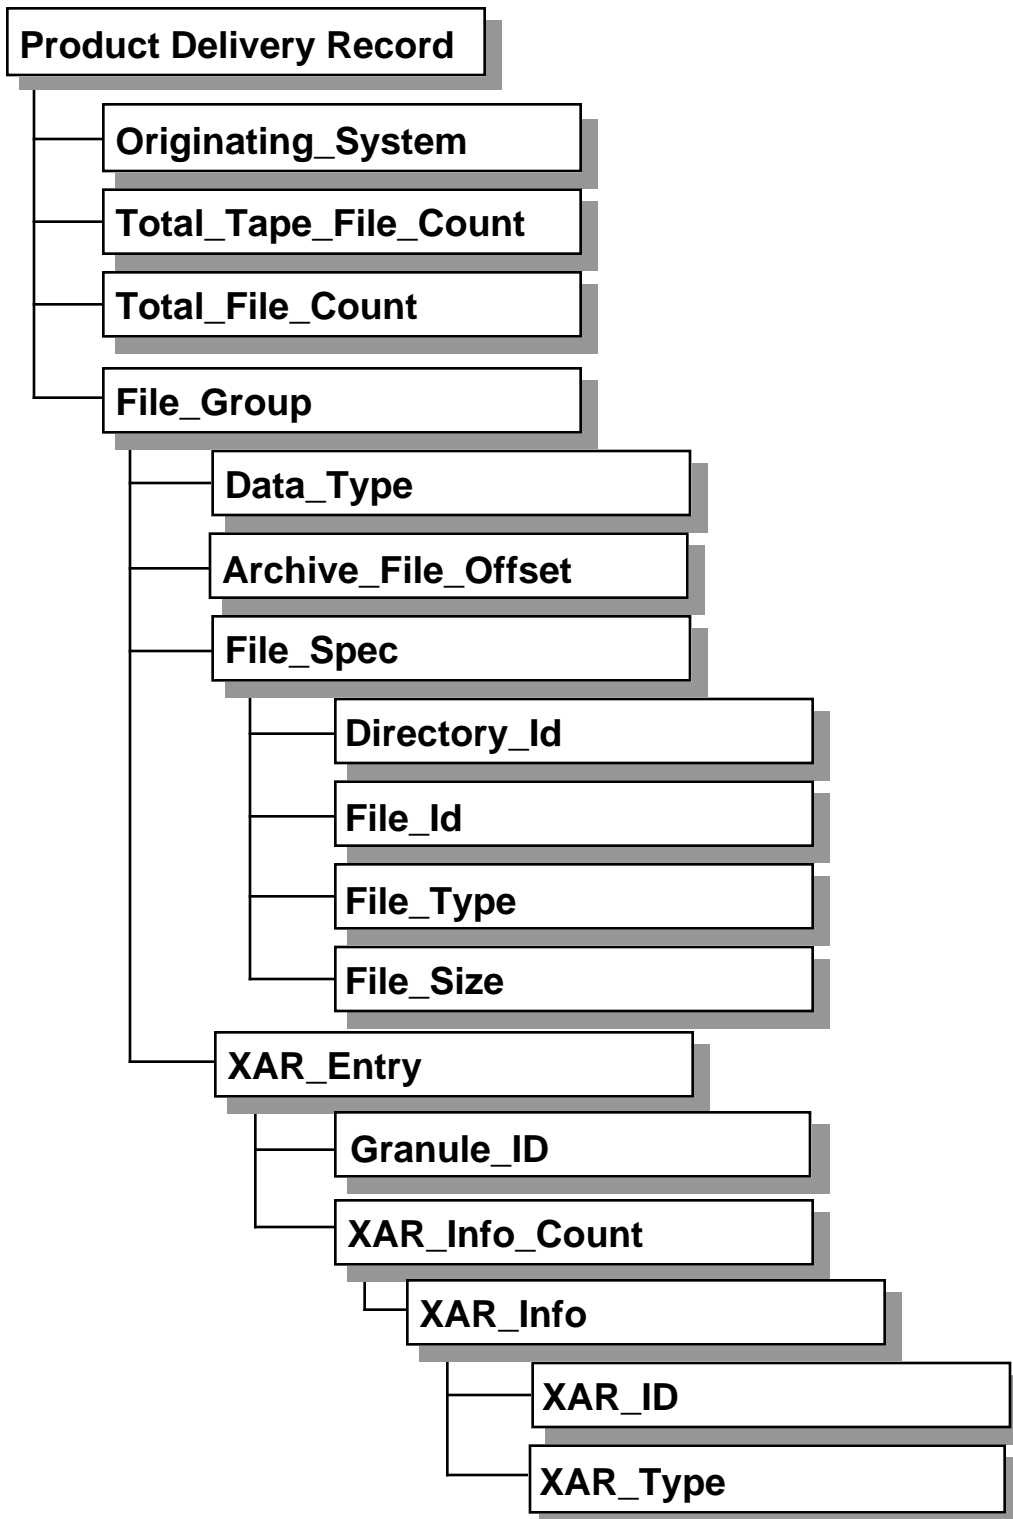 Product Delivery Record
Originating_System
Total_Tape_File_Count
Total_File_Count
File_Group
Data_Type
Archive_File_Offset
File_Spec
Directory_Id
File_Id
File_Type
File_Size
XAR_Entry
Granule_ID
XAR_Info_Count
XAR_Info
XAR_ID
XAR_Type